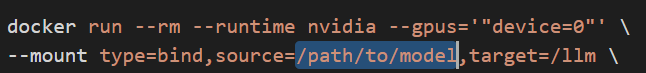 docker run --rm --runtime nvidia --gpus='"device=0"' \
--mount type=bind,source=/path/to/model,target=/llm \